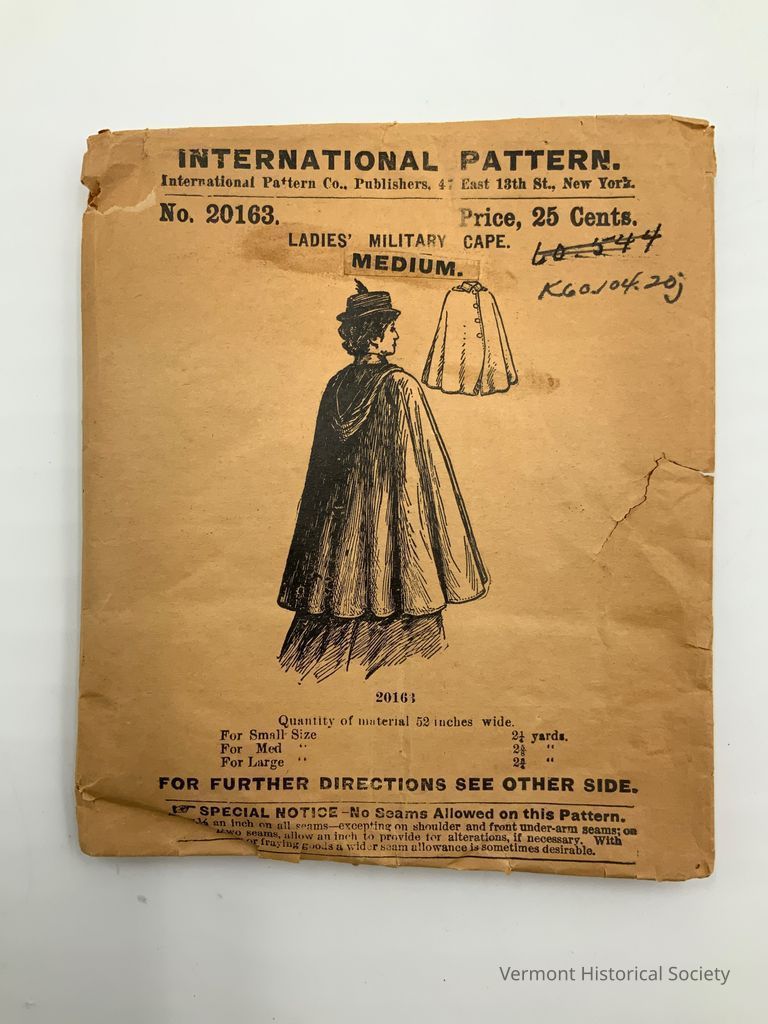 INTERNATIONAL PATTERN.
International Pattern Co., Publishers, 47 East 13th St., New York.
No. 20163. Price, 25 Cents.
LADIES' MILITARY CAPE.
MEDIUM.
60.544
K60.104.20j
20163
Quantity of material 52 inches wide.
For Small Size 2¼ yards.
For Med " "
For Large " "
FOR FURTHER DIRECTIONS SEE OTHER SIDE.
☞ SPECIAL NOTICE-No Seams Allowed on this Pattern.
an inch on all seams—excepting on shoulder and front under-arm seams; on
two seams, allow an inch to provide for alterations, if necessary. With
or fraying goods a wider seam allowance is sometimes desirable.
Vermont Historical Society